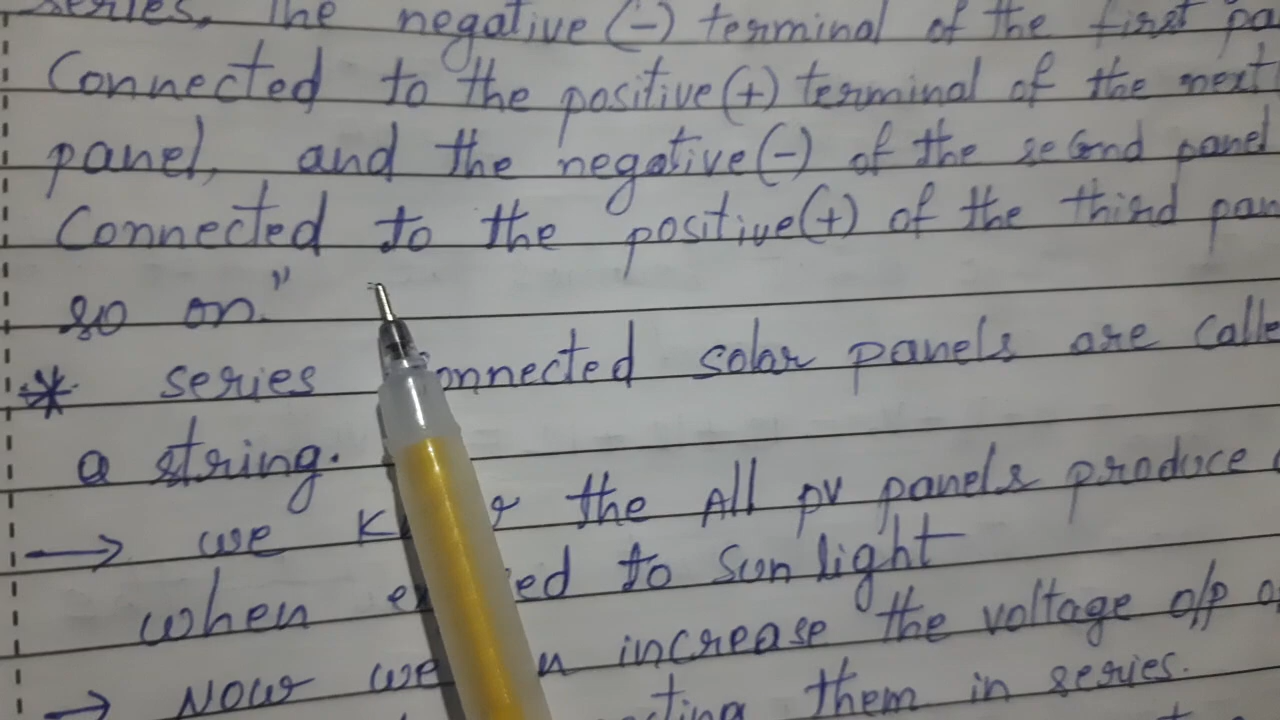 series, the negative (-) terminal of the first
Connected to the positive (+) terminal of the next
panel, and the negative (-) of the second panel
Connected to the positive (+) of the third
so on."
* series connected solar panels are
a string.
→ we the All pv panels produce
when to sun light
→ Now we increase the voltage o/p
them in series.